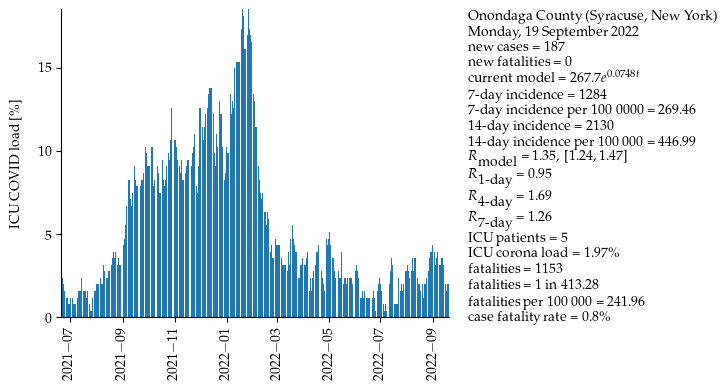 Onondaga County (Syracuse, New York)
Monday, 19 September 2022
new cases = 187
new fatalities = 0
current model = 267.7e^0.0748t
7-day incidence = 1284
7-day incidence per 100 0000 = 269.46
14-day incidence = 2130
14-day incidence per 100 000 = 446.99
R_model = 1.35, [1.24, 1.47]
R_1-day = 0.95
R_4-day = 1.69
R_7-day = 1.26
ICU patients = 5
ICU corona load = 1.97%
fatalities = 1153
fatalities = 1 in 413.28
fatalities per 100 000 = 241.96
case fatality rate = 0.8%
ICU COVID load [%]
15
10
5
0
2021−07
2021−09
2021−11
2022−01
2022−03
2022−05
2022−07
2022−09